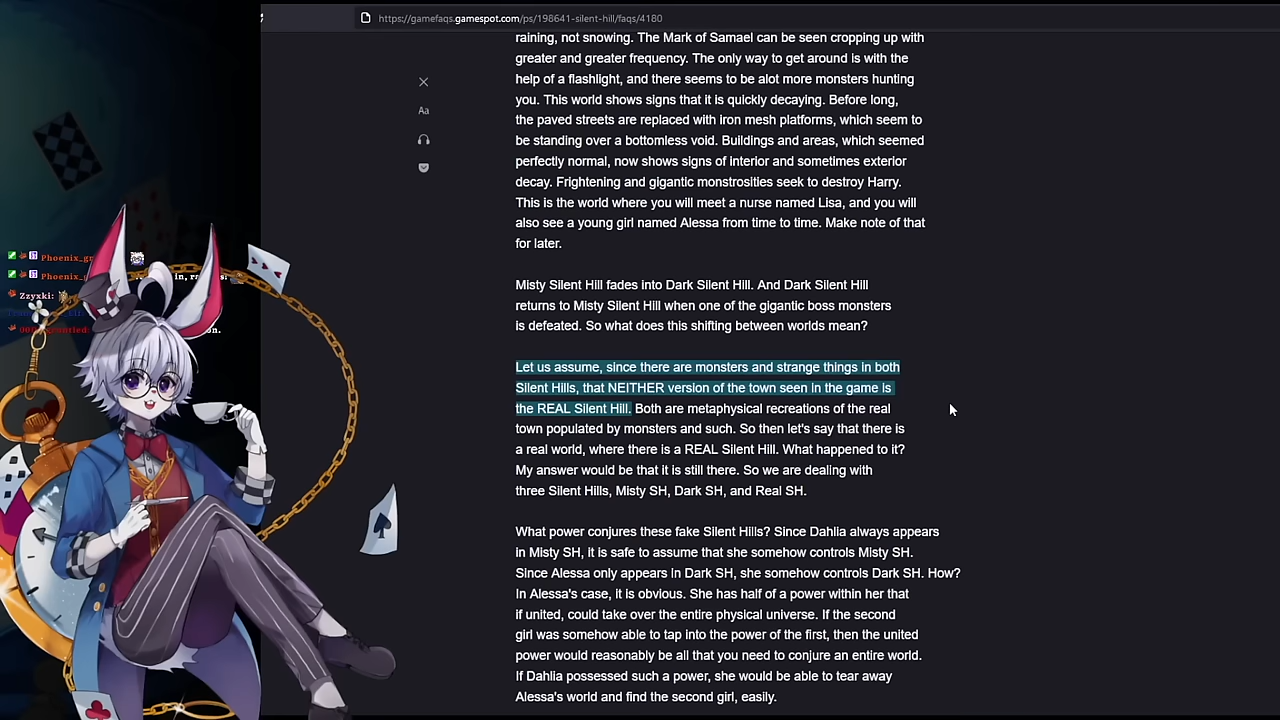 https://gamefaqs.gamespot.com/ps/198641-silent-hill/faqs/4180
raining, not snowing. The Mark of Samael can be seen cropping up with
greater and greater frequency. The only way to get around is with the
help of a flashlight, and there seems to be alot more monsters hunting
you. This world shows signs that it is quickly decaying. Before long,
the paved streets are replaced with iron mesh platforms, which seem to
be standing over a bottomless void. Buildings and areas, which seemed
perfectly normal, now shows signs of interior and sometimes exterior
decay. Frightening and gigantic monstrosities seek to destroy Harry.
This is the world where you will meet a nurse named Lisa, and you will
also see a young girl named Alessa from time to time. Make note of that
for later.
Misty Silent Hill fades into Dark Silent Hill. And Dark Silent Hill
returns to Misty Silent Hill when one of the gigantic boss monsters
is defeated. So what does this shifting between worlds mean?
Let us assume, since there are monsters and strange things in both
Silent Hills, that NEITHER version of the town seen in the game is
the REAL Silent Hill. Both are metaphysical recreations of the real
town populated by monsters and such. So then let's say that there is
a real world, where there is a REAL Silent Hill. What happened to it?
My answer would be that it is still there. So we are dealing with
three Silent Hills, Misty SH, Dark SH, and Real SH.
What power conjures these fake Silent Hills? Since Dahlia always appears
in Misty SH, it is safe to assume that she somehow controls Misty SH.
Since Alessa only appears in Dark SH, she somehow controls Dark SH. How?
In Alessa's case, it is obvious. She has half of a power within her that
if united, could take over the entire physical universe. If the second
girl was somehow able to tap into the power of the first, then the united
power would reasonably be all that you need to conjure an entire world.
If Dahlia possessed such a power, she would be able to tear away
Alessa's world and find the second girl, easily.
Aa
Zzyxki: